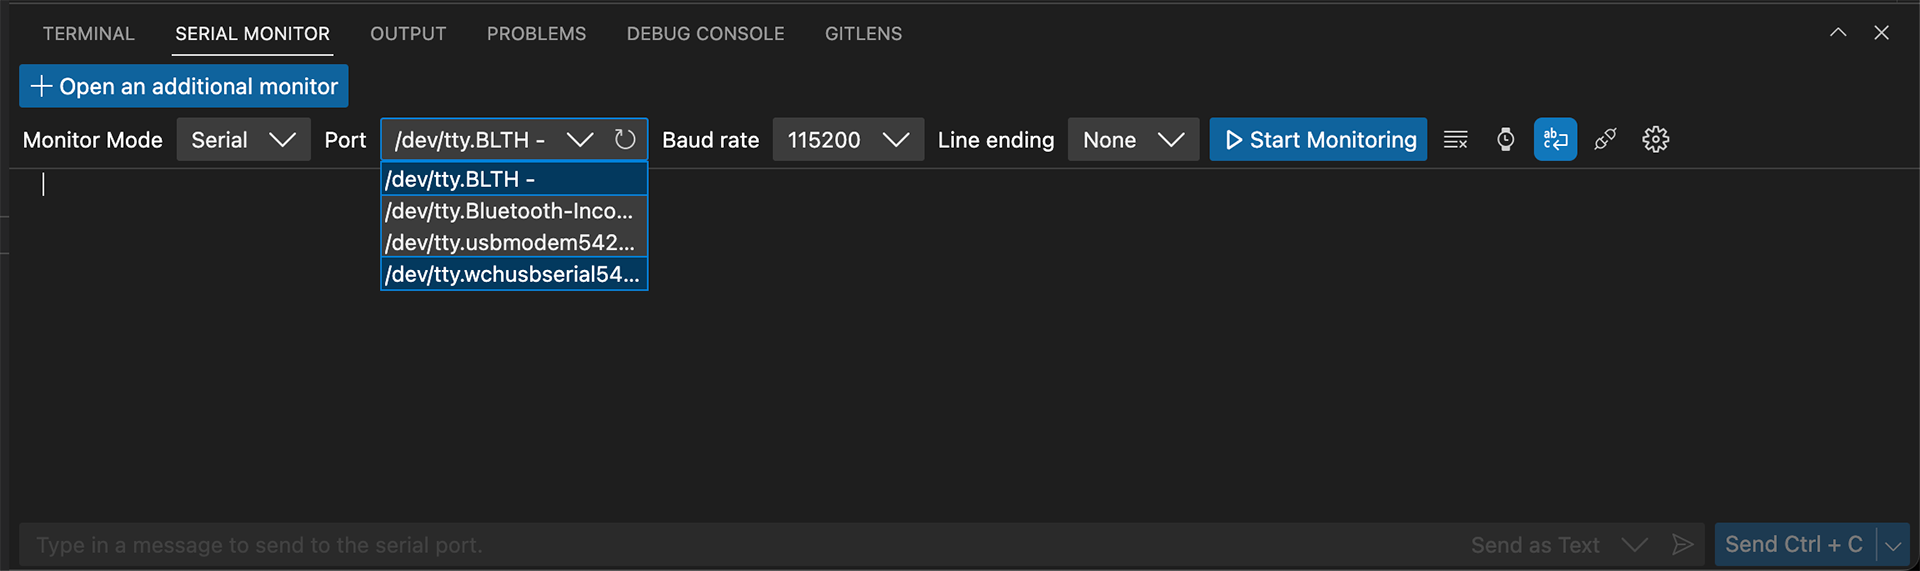 TERMINAL SERIAL MONITOR OUTPUT PROBLEMS DEBUG CONSOLE GITLENS
Open an additional monitor
Monitor Mode Serial Port /dev/tty.BLTH - Baud rate 115200 Line ending None Start Monitoring
/dev/tty.BLTH -
/dev/tty.Bluetooth-Inco...
/dev/tty.usbmodem542...
/dev/tty.wchusbserial54...
Type in a message to send to the serial port. Send as Text Send Ctrl + C